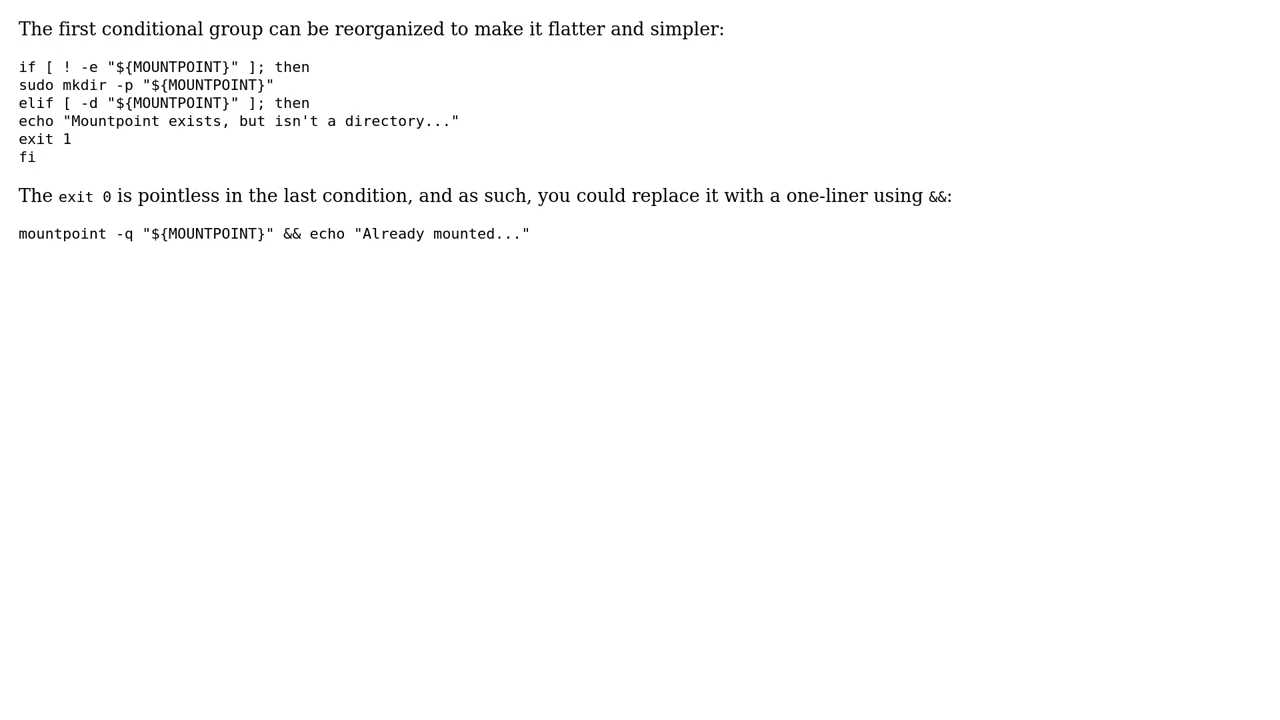 The first conditional group can be reorganized to make it flatter and simpler:
if [ ! -e "${MOUNTPOINT}" ]; then
sudo mkdir -p "${MOUNTPOINT}"
elif [ -d "${MOUNTPOINT}" ]; then
echo "Mountpoint exists, but isn't a directory..."
exit 1
fi
The exit 0 is pointless in the last condition, and as such, you could replace it with a one-liner using &&:
mountpoint -q "${MOUNTPOINT}" && echo "Already mounted..."